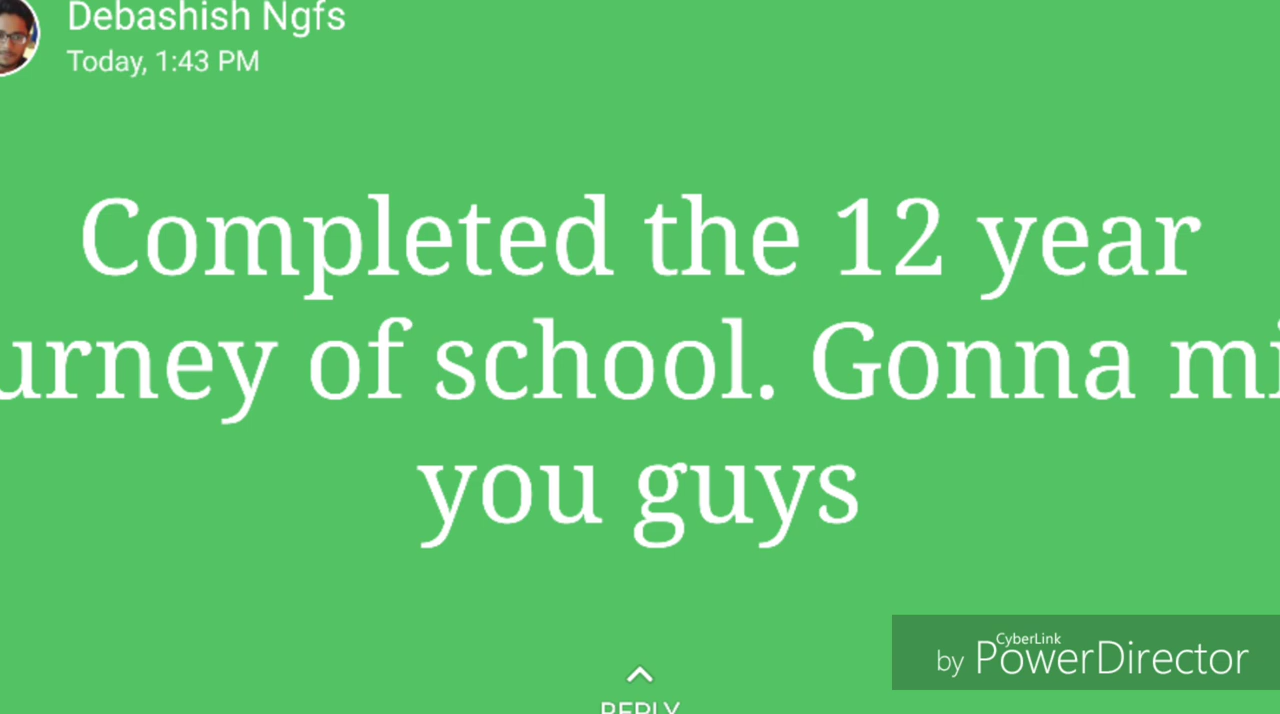 Debashish Ngfs
Today, 1:43 PM
Completed the 12 year
urney of school. Gonna mi
you guys
CyberLink
by PowerDirector
REPLY